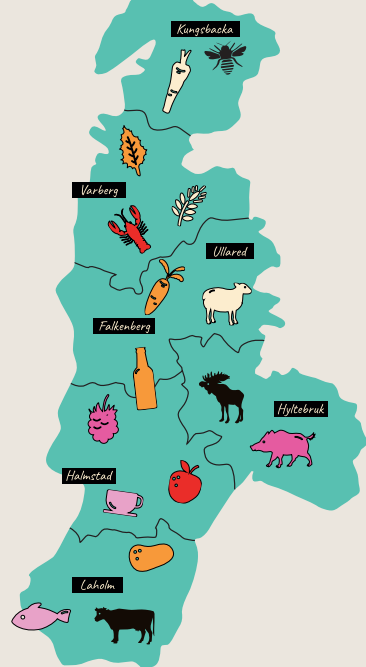 Kungsbacka
Varberg
Ullared
Falkenberg
Hyltebruk
Halmstad
Laholm